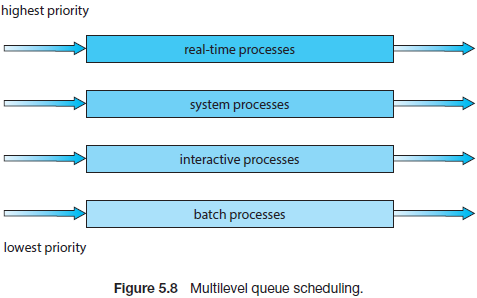 highest priority
real-time processes
system processes
interactive processes
batch processes
lowest priority
Figure 5.8 Multilevel queue scheduling.